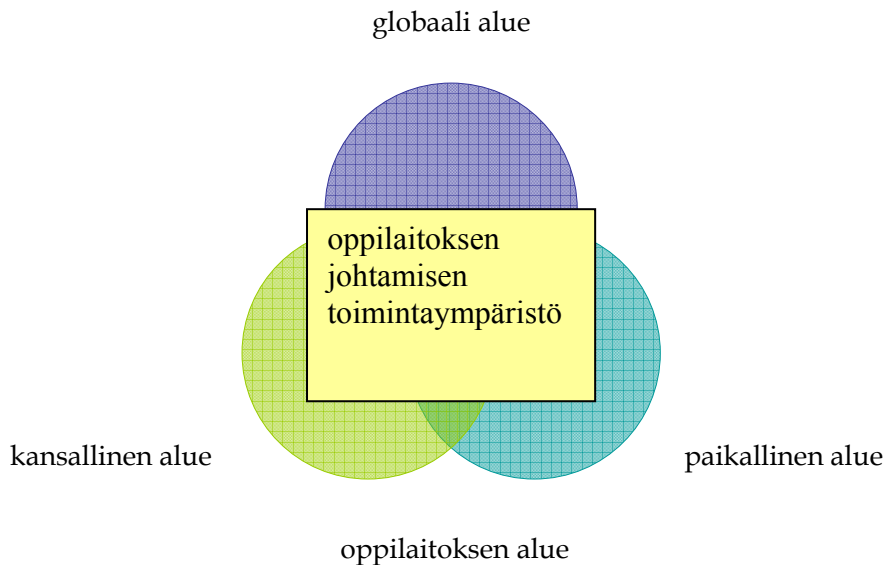 globaali alue
oppilaitoksen
johtamisen
toimintaympäristö
kansallinen alue
paikallinen alue
oppilaitoksen alue